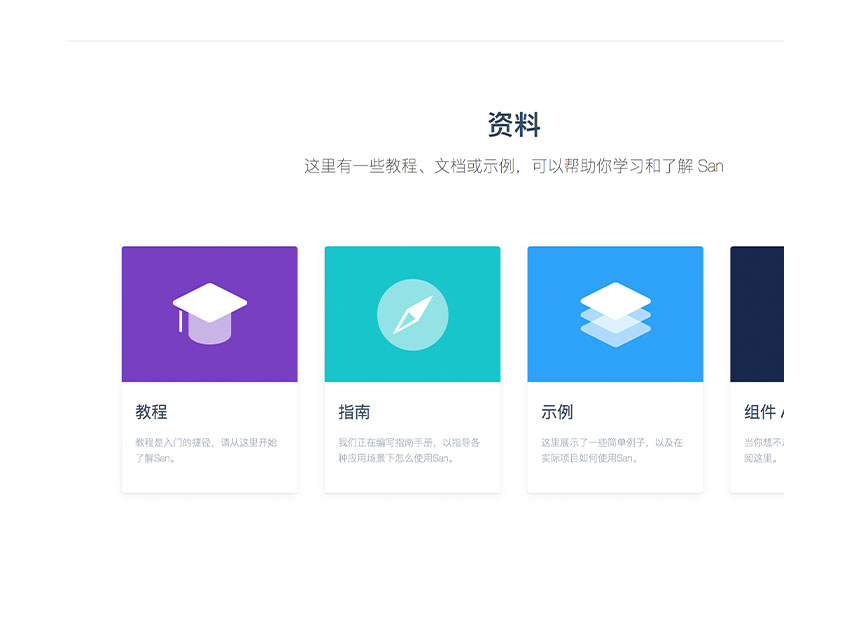 资料
这里有一些教程、文档或示例，可以帮助你学习和了解 San
教程
教程是入门的捷径，请从这里开始
了解San。
指南
我们正在编写指南手册，以指导各
种应用场景下怎么使用San。
示例
这里展示了一些简单例子，以及在
实际项目如何使用San。
组件
当你想不
阅这里。